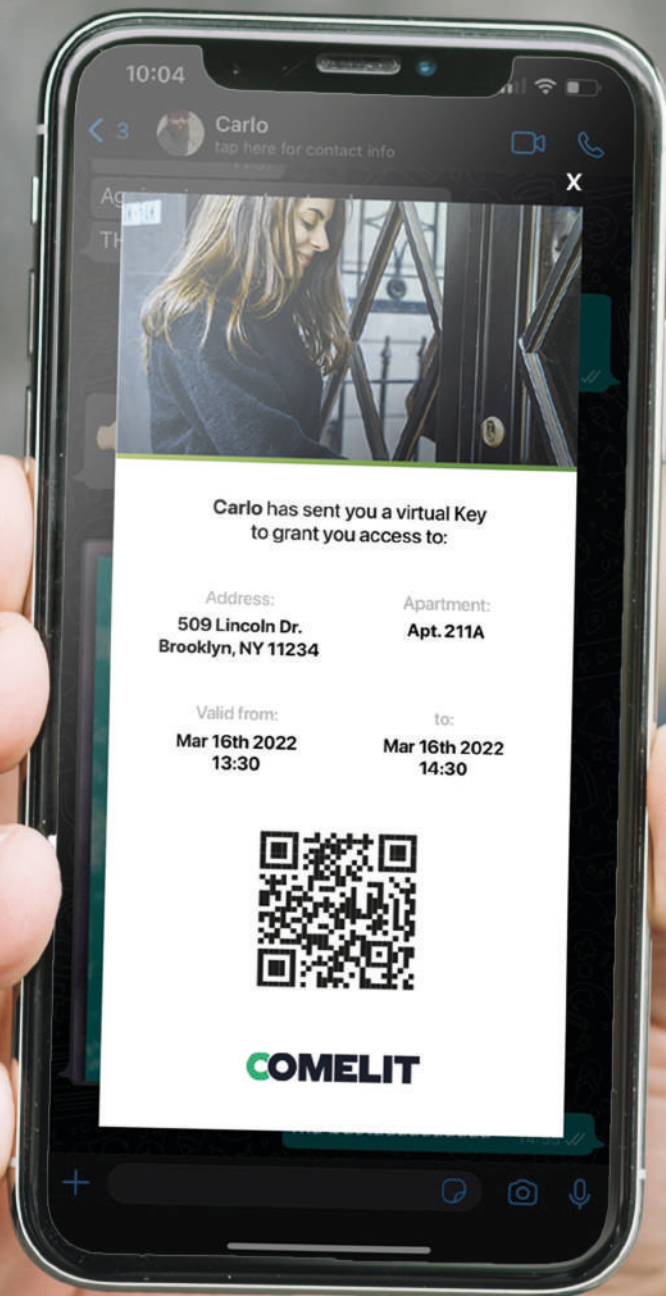 10:04
3
Carlo
tap here for contact info
X
Carlo has sent you a virtual Key
to grant you access to:
Address:
509 Lincoln Dr.
Brooklyn, NY 11234
Apartment:
Apt. 211A
Valid from:
Mar 16th 2022
13:30
to:
Mar 16th 2022
14:30
COMELIT